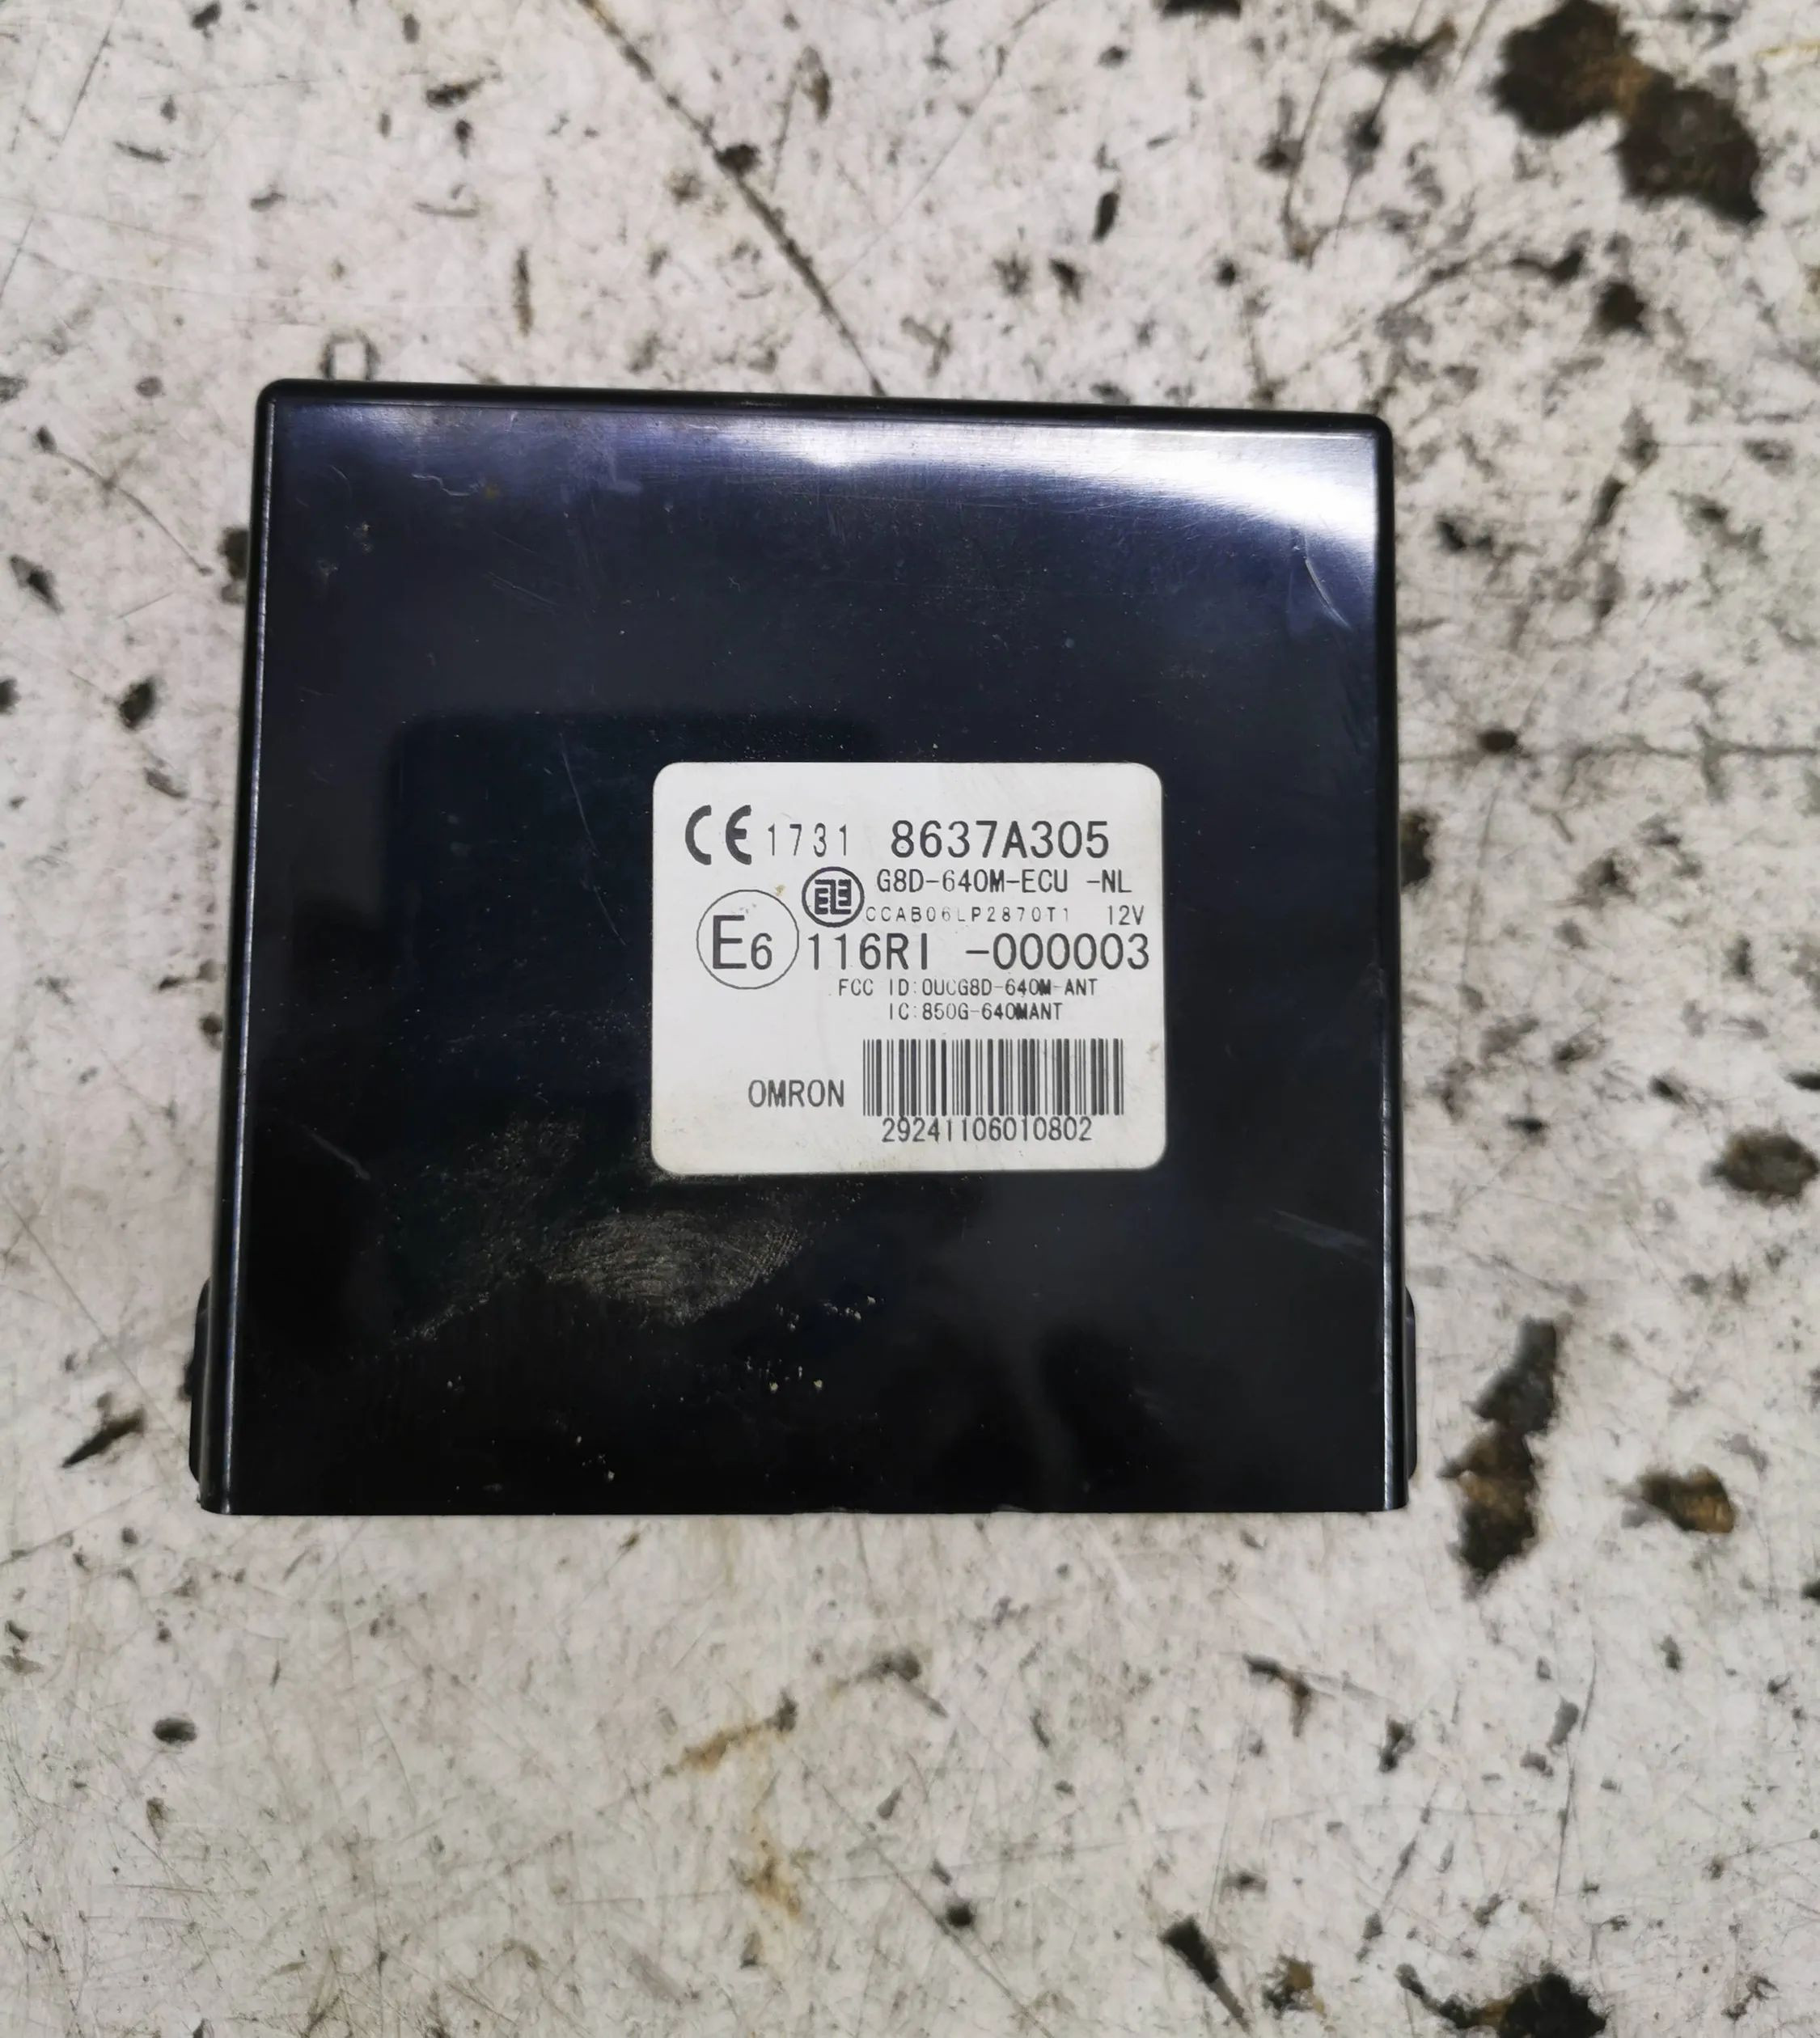 CE 1731 8637A305
G8D-640M-ECU -NL
CCAB06LP2870T1 12V
E6 116RI -000003
FCC ID:OUCG8D-640M-ANT
IC:850G-640MANT
OMRON
29241106010802